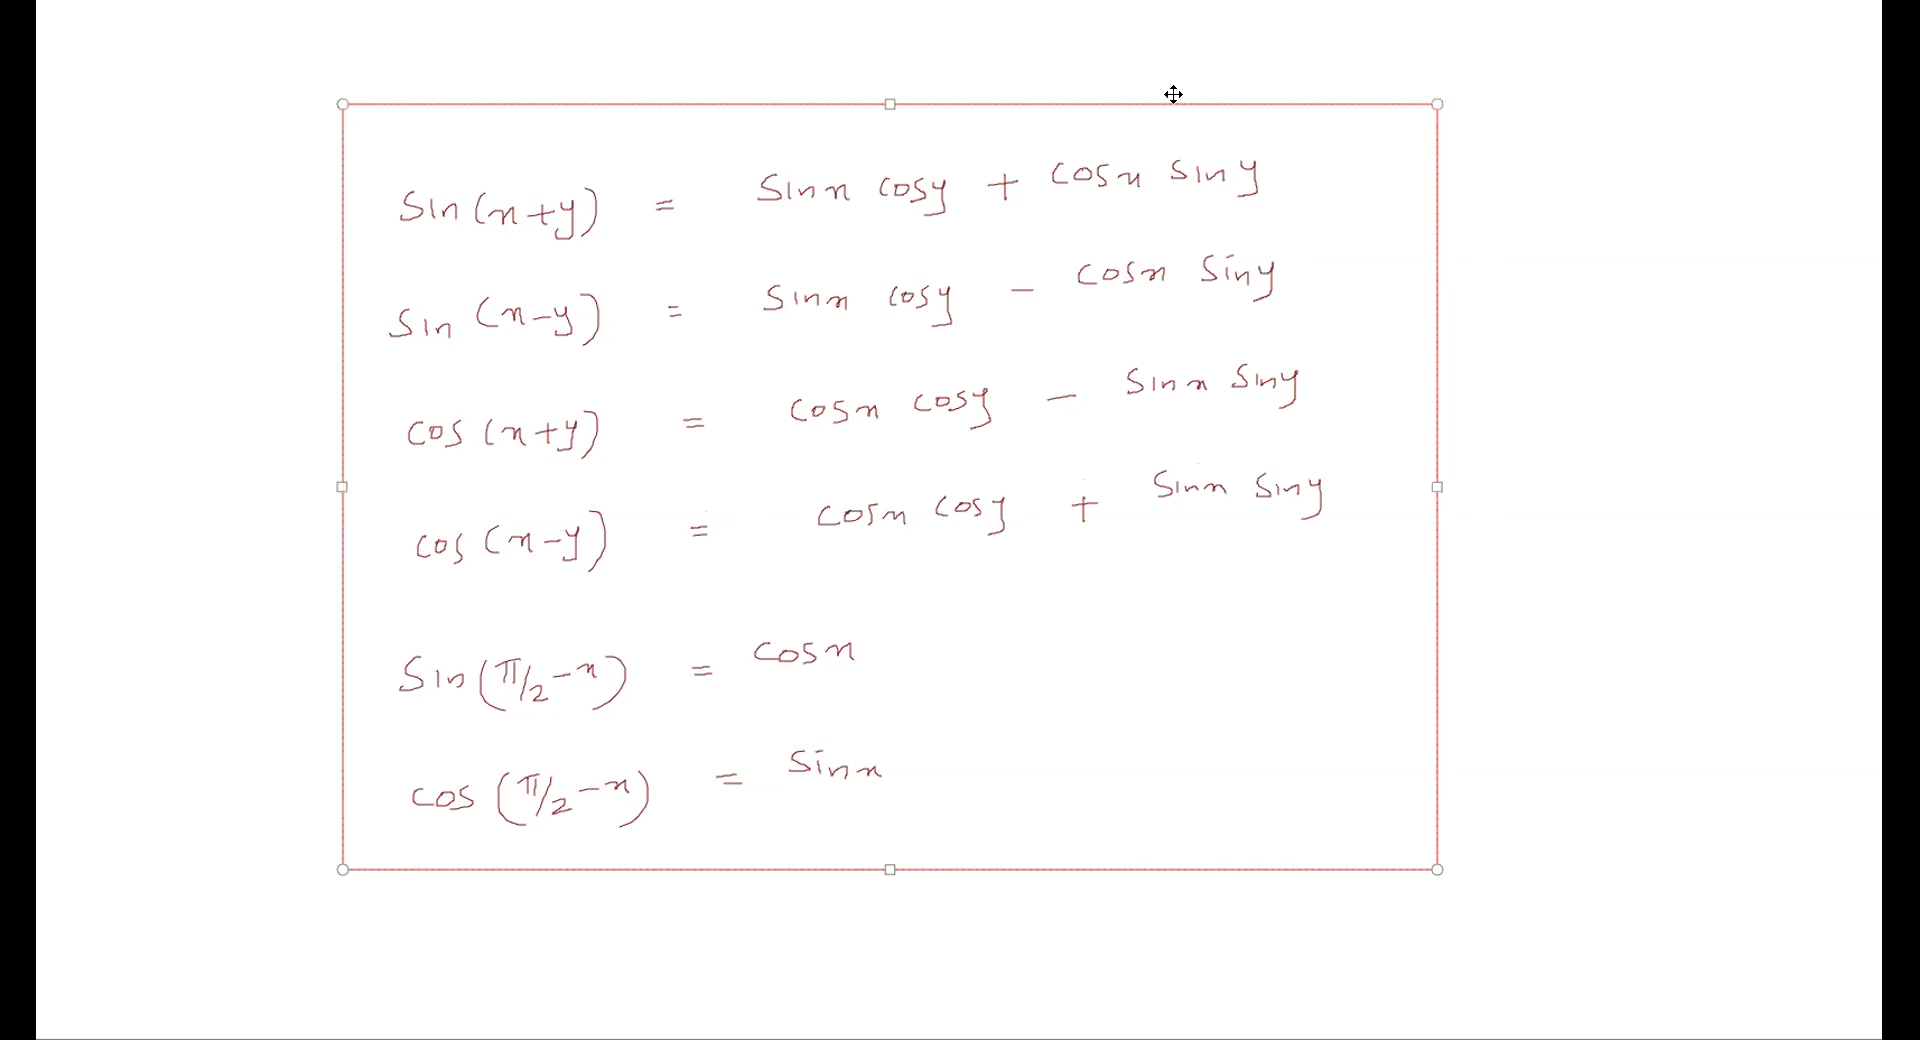 Sin (x+y) = Sinx cosy + cosx siny
Sin (x-y) = Sinx cosy - cosx Siny
cos (x+y) = cosx cosy - Sinx Siny
cos (x-y) = cosx cosy + Sinx Siny
Sin (π/2-x) = cosx
cos (π/2-x) = Sinx